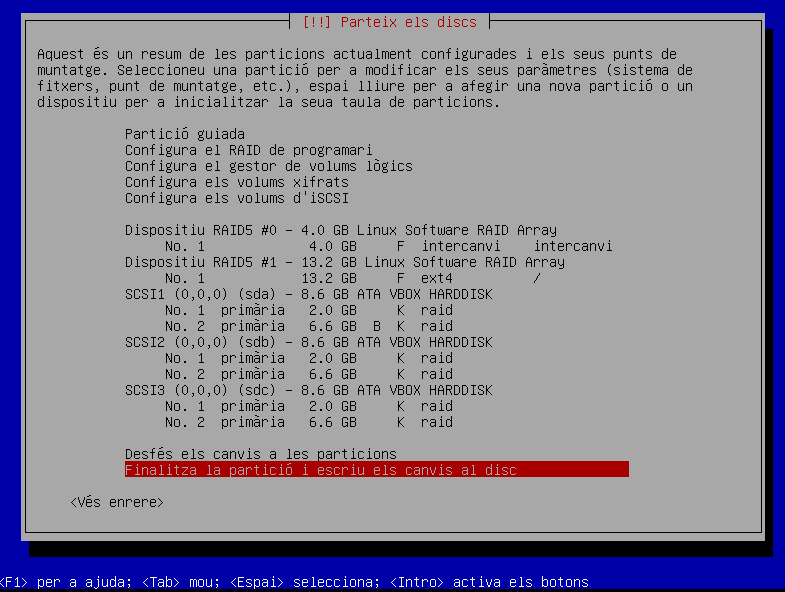 [!!] Parteix els discs
Aquest és un resum de les particions actualment configurades i els seus punts de
muntatge. Seleccioneu una partició per a modificar els seus paràmetres (sistema de
fitxers, punt de muntatge, etc.), espai lliure per a afegir una nova partició o un
dispositiu per a inicialitzar la seua taula de particions.
Partició guiada
Configura el RAID de programari
Configura el gestor de volums lògics
Configura els volums xifrats
Configura els volums d'iSCSI
Dispositiu RAID5 #0 – 4.0 GB Linux Software RAID Array
No. 1 4.0 GB F intercanvi intercanvi
Dispositiu RAID5 #1 – 13.2 GB Linux Software RAID Array
No. 1 13.2 GB F ext4 /
SCSI1 (0,0,0) (sda) – 8.6 GB ATA VBOX HARDDISK
No. 1 primària 2.0 GB K raid
No. 2 primària 6.6 GB B K raid
SCSI2 (0,0,0) (sdb) – 8.6 GB ATA VBOX HARDDISK
No. 1 primària 2.0 GB K raid
No. 2 primària 6.6 GB K raid
SCSI3 (0,0,0) (sdc) – 8.6 GB ATA VBOX HARDDISK
No. 1 primària 2.0 GB K raid
No. 2 primària 6.6 GB K raid
Desfés els canvis a les particions
Finalitza la partició i escriu els canvis al disc
<Vés enrere>
<F1> per a ajuda; <Tab> mou; <Espai> selecciona; <Intro> activa els botons